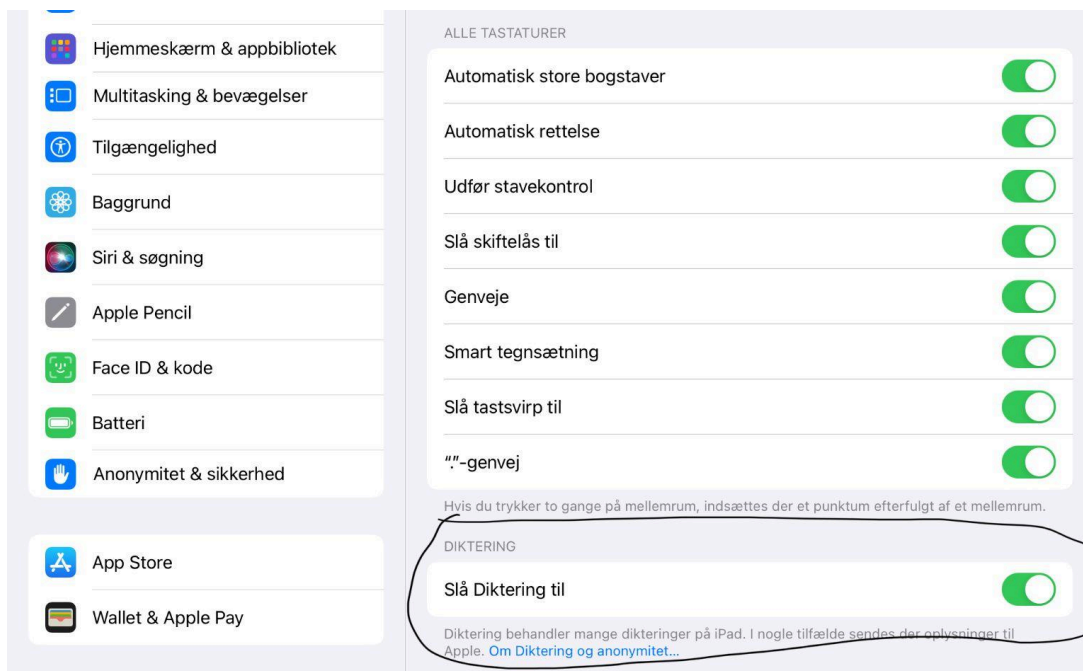 Hjemmeskærm & appbibliotek
Multitasking & bevægelser
Tilgængelighed
Baggrund
Siri & søgning
Apple Pencil
Face ID & kode
Batteri
Anonymitet & sikkerhed
App Store
Wallet & Apple Pay
ALLE TASTATURER
Automatisk store bogstaver
Automatisk rettelse
Udfør stavekontrol
Slå skiftelås til
Genveje
Smart tegnsætning
Slå tastsvirp til
“.”-genvej
Hvis du trykker to gange på mellemrum, indsættes der et punktum efterfulgt af et mellemrum.
DIKTERING
Slå Diktering til
Diktering behandler mange dikteringer på iPad. I nogle tilfælde sendes der oplysninger til
Apple. Om Diktering og anonymitet...